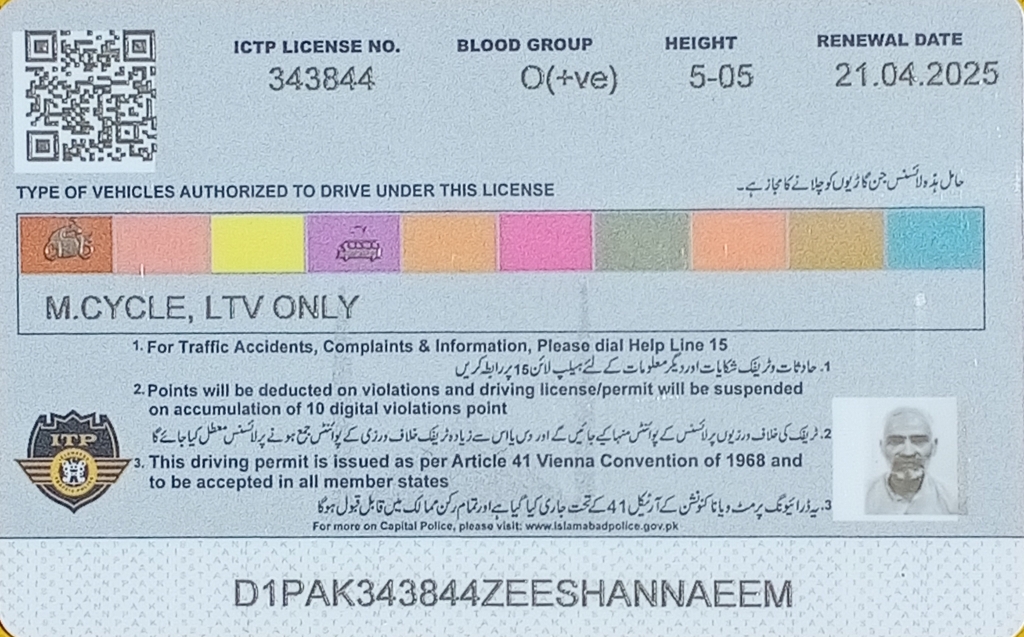 ICTP LICENSE NO. BLOOD GROUP HEIGHT RENEWAL DATE
343844 O(+ve) 5-05 21.04.2025
TYPE OF VEHICLES AUTHORIZED TO DRIVE UNDER THIS LICENSE
حامل ہذہ لائسنس جن گاڑیوں کو چلانے کا مجاز ہے۔
M.CYCLE, LTV ONLY
1. For Traffic Accidents, Complaints & Information, Please dial Help Line 15
1. حادثات و ٹریفک شکایات اور دیگر معلومات کے لئے ہیلپ لائن 15 پر رابطہ کریں
2. Points will be deducted on violations and driving license/permit will be suspended
on accumulation of 10 digital violations point
2. ٹریفک کی خلاف ورزیوں پر لائسنس کے پوائنٹس منہا کیے جائیں گے اور دس یا اس سے زیادہ ٹریفک خلاف ورزی کے پوائنٹس جمع ہونے پر لائسنس معطل کیا جائے گا
3. This driving permit is issued as per Article 41 Vienna Convention of 1968 and
to be accepted in all member states
3. یہ ڈرائیونگ پرمٹ ویانا کنونشن کے آرٹیکل 41 کے تحت جاری کیا گیا ہے اور تمام رکن ممالک میں قابل قبول ہوگا
For more on Capital Police, please visit: www.islamabadpolice.gov.pk
ITP
D1PAK343844ZEESHANNAEEM